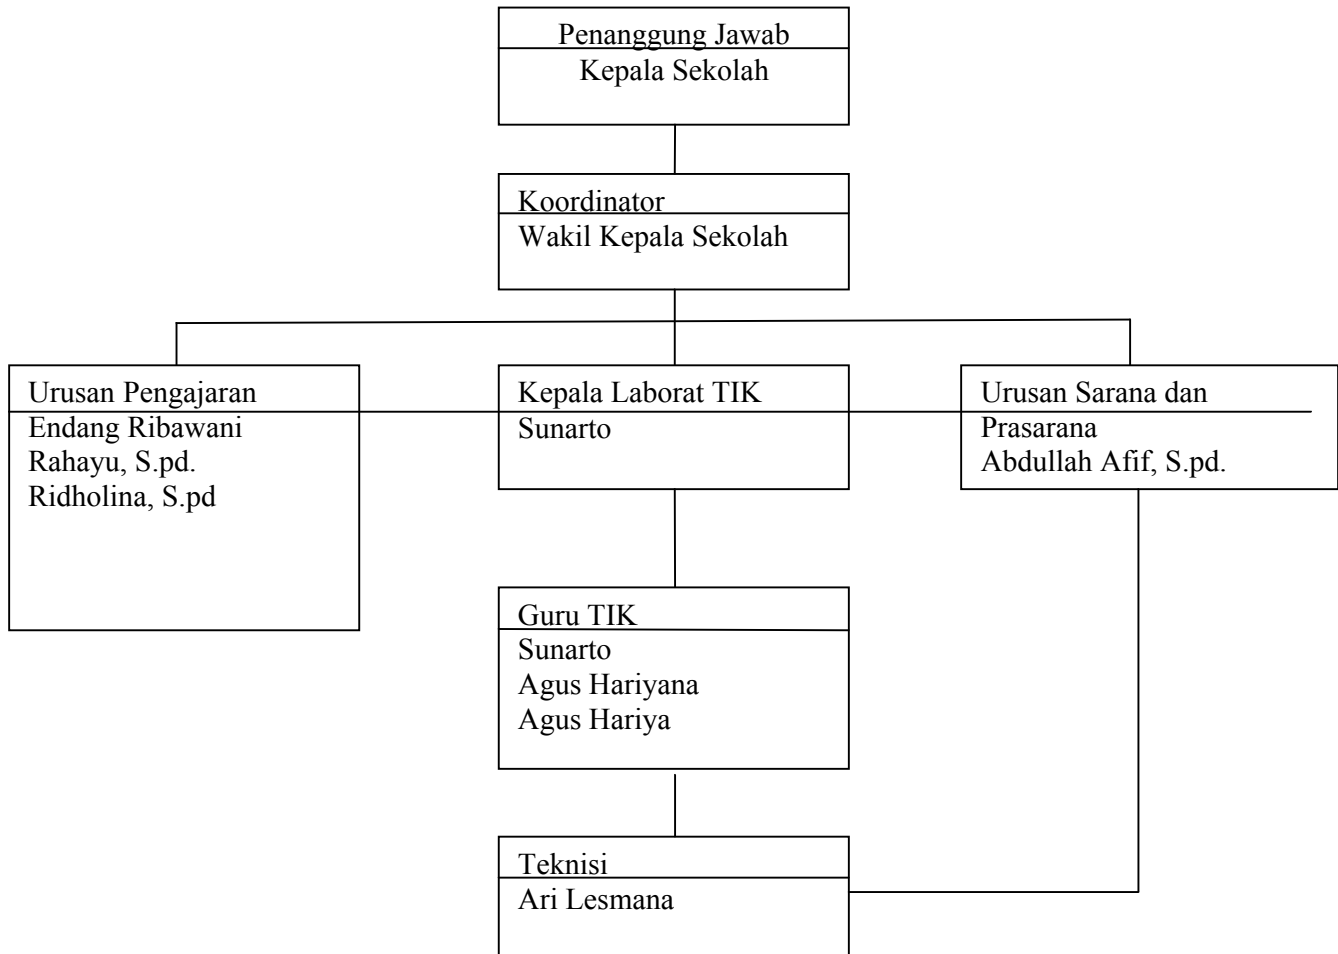 Penanggung Jawab
Kepala Sekolah
Koordinator
Wakil Kepala Sekolah
Urusan Pengajaran
Endang Ribawani
Rahayu, S.pd.
Ridholina, S.pd
Kepala Laborat TIK
Sunarto
Urusan Sarana dan
Prasarana
Abdullah Afif, S.pd.
Guru TIK
Sunarto
Agus Hariyana
Agus Hariya
Teknisi
Ari Lesmana